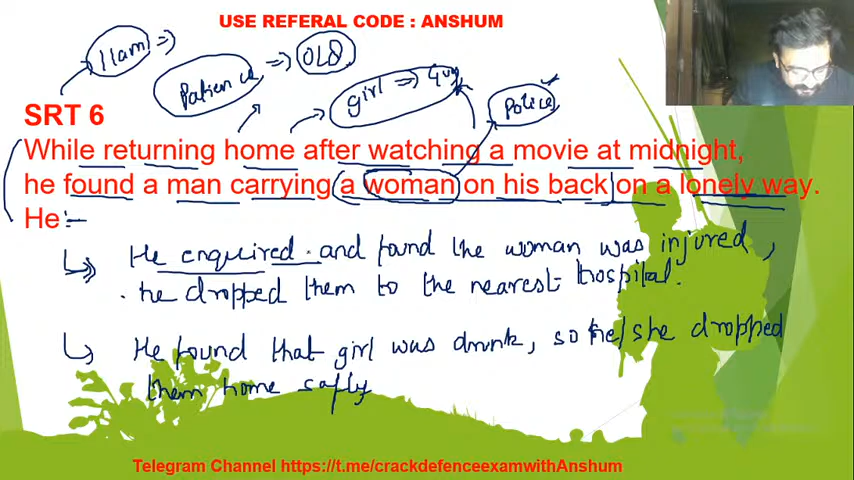 USE REFERAL CODE : ANSHUM
11am
Patience
OLD
girl
Police
SRT 6
While returning home after watching a movie at midnight,
he found a man carrying a woman on his back on a lonely way.
He:-
He enquired and found the woman was injured,
he dropped them to the nearest hospital.
He found that girl was drunk, so he/she dropped
them home safly
Telegram Channel https://t.me/crackdefenceexamwithAnshum